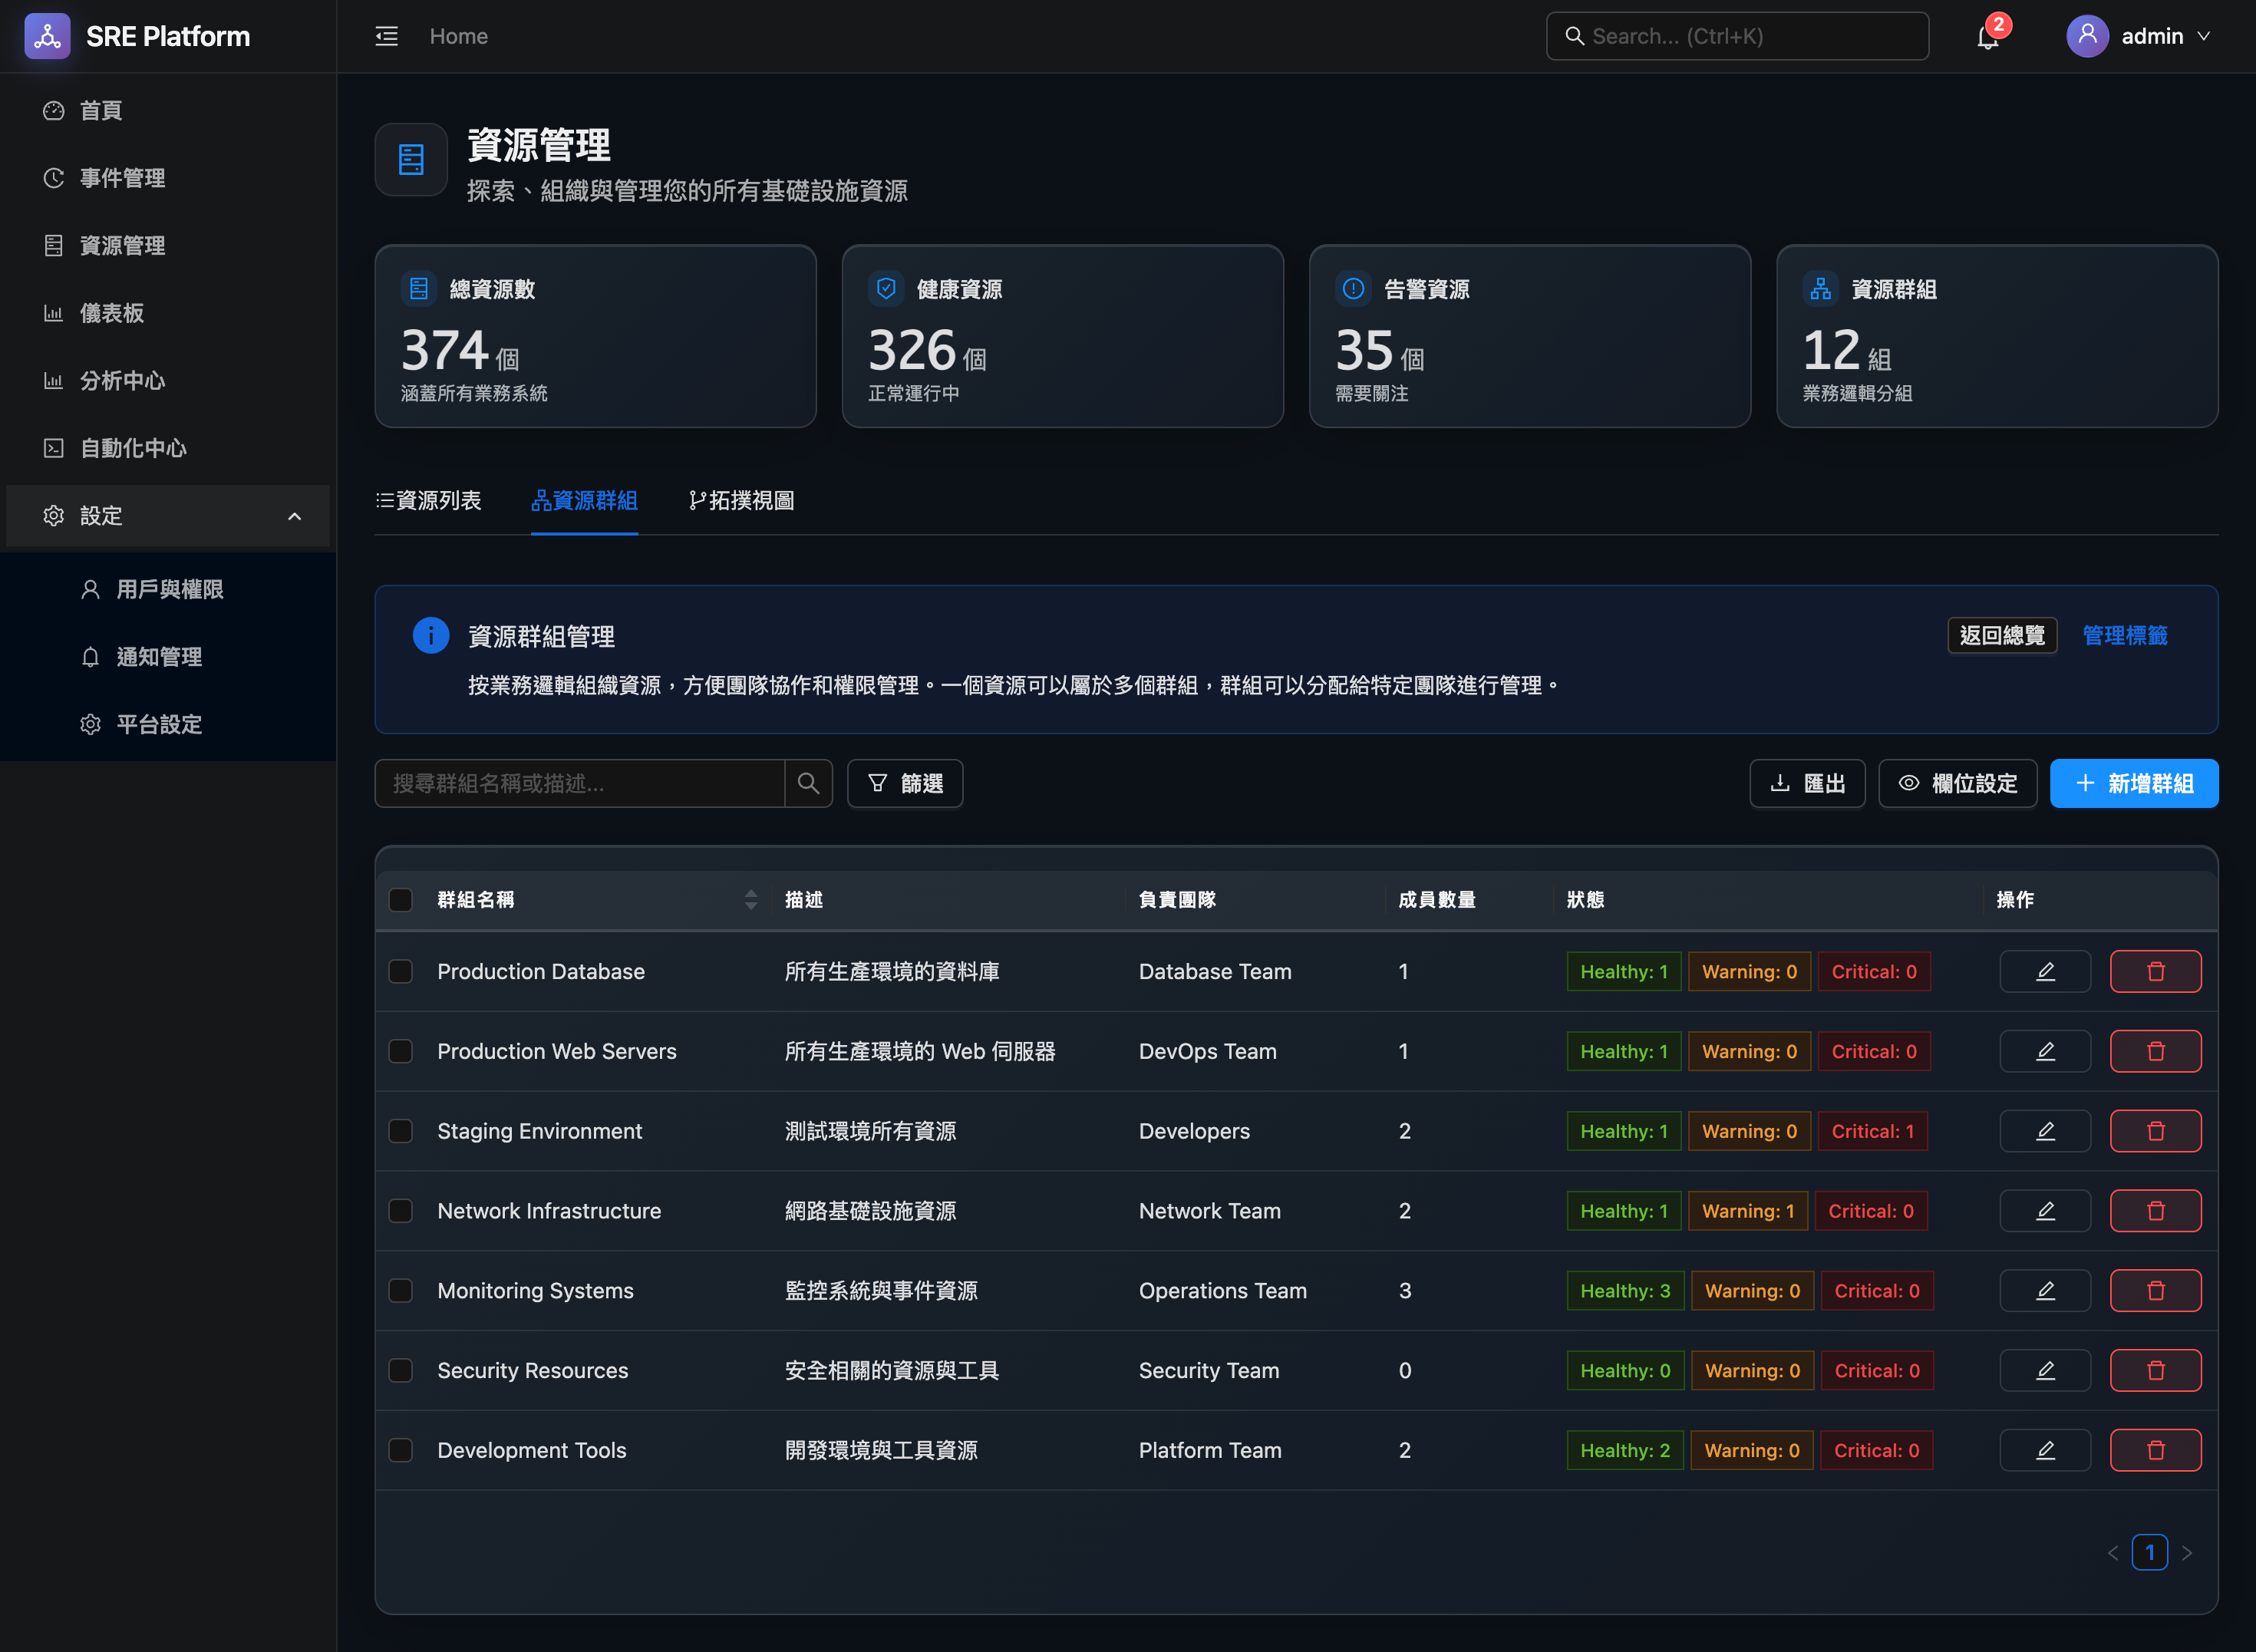 SRE Platform
Home
Search... (Ctrl+K)
2
admin
首頁
事件管理
資源管理
儀表板
分析中心
自動化中心
設定
用戶與權限
通知管理
平台設定
資源管理
探索、組織與管理您的所有基礎設施資源
總資源數
374 個
涵蓋所有業務系統
健康資源
326 個
正常運行中
告警資源
35 個
需要關注
資源群組
12 組
業務邏輯分組
資源列表 資源群組 拓撲視圖
資源群組管理
返回總覽 管理標籤
按業務邏輯組織資源，方便團隊協作和權限管理。一個資源可以屬於多個群組，群組可以分配給特定團隊進行管理。
搜尋群組名稱或描述... 篩選 匯出 欄位設定 新增群組
群組名稱 描述 負責團隊 成員數量 狀態 操作
Production Database 所有生產環境的資料庫 Database Team 1 Healthy: 1 Warning: 0 Critical: 0
Production Web Servers 所有生產環境的 Web 伺服器 DevOps Team 1 Healthy: 1 Warning: 0 Critical: 0
Staging Environment 測試環境所有資源 Developers 2 Healthy: 1 Warning: 0 Critical: 1
Network Infrastructure 網路基礎設施資源 Network Team 2 Healthy: 1 Warning: 1 Critical: 0
Monitoring Systems 監控系統與事件資源 Operations Team 3 Healthy: 3 Warning: 0 Critical: 0
Security Resources 安全相關的資源與工具 Security Team 0 Healthy: 0 Warning: 0 Critical: 0
Development Tools 開發環境與工具資源 Platform Team 2 Healthy: 2 Warning: 0 Critical: 0
1